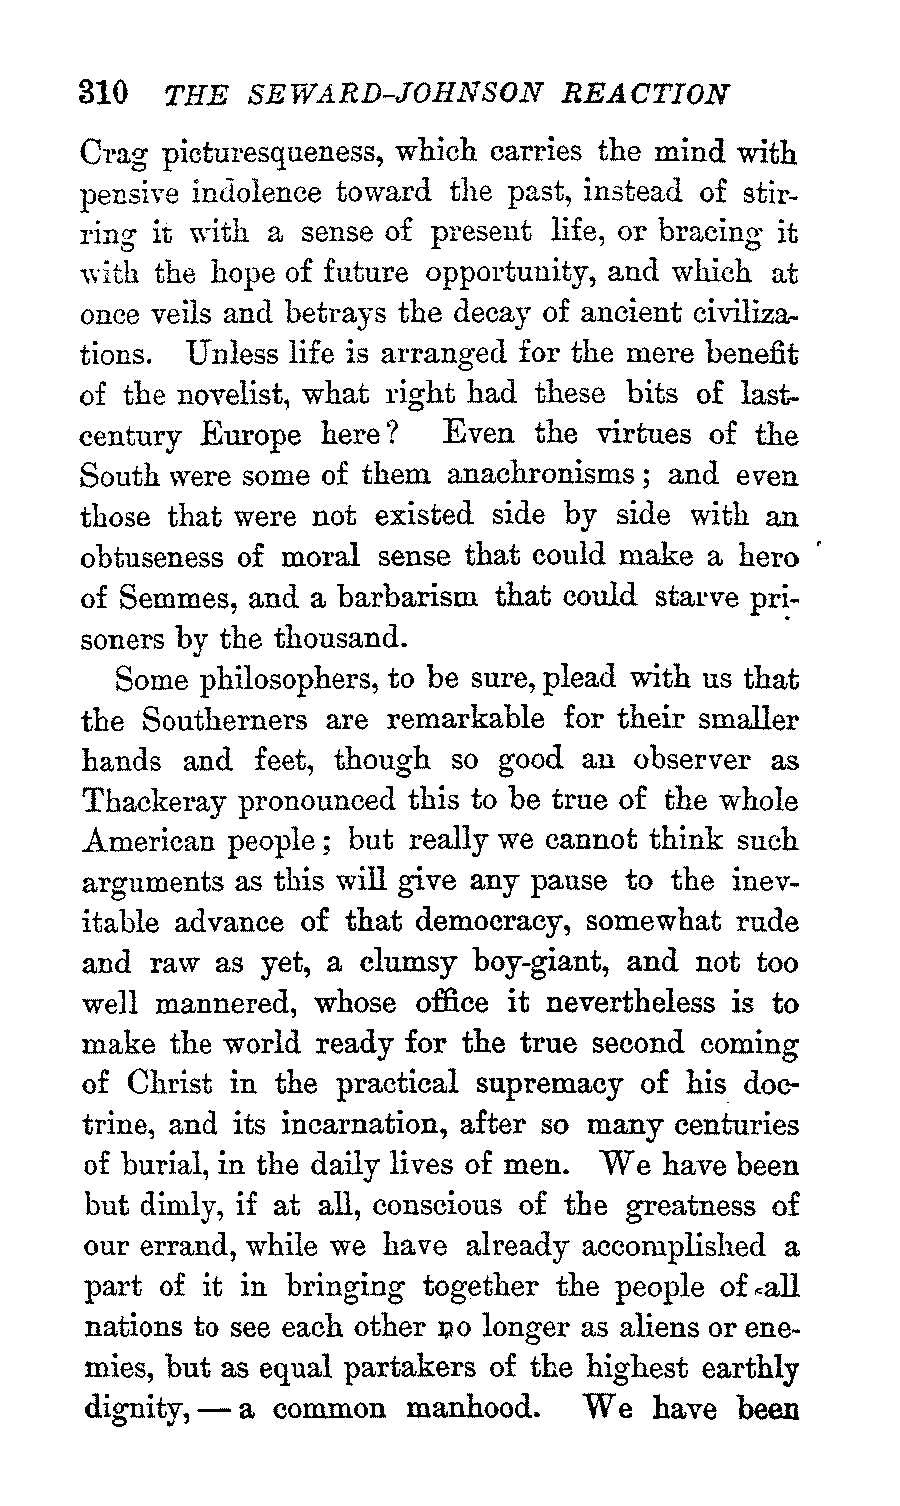 310 THE SEWARD-JOHNSON REACTION
Crag picturesqueness, which carries the mind with
pensive indolence toward the past, instead of stir-
ring it with a sense of present life, or bracing it
with the hope of future opportunity, and which at
once veils and betrays the decay of ancient civiliza-
tions. Unless life is arranged for the mere benefit
of the novelist, what right had these bits of last-
century Europe here? Even the virtues of the
South were some of them anachronisms; and even
those that were not existed side by side with an
obtuseness of moral sense that could make a hero
of Semmes, and a barbarism that could starve pri-
soners by the thousand.
Some philosophers, to be sure, plead with us that
the Southerners are remarkable for their smaller
hands and feet, though so good an observer as
Thackeray pronounced this to be true of the whole
American people; but really we cannot think such
arguments as this will give any pause to the inev-
itable advance of that democracy, somewhat rude
and raw as yet, a clumsy boy-giant, and not too
well mannered, whose office it nevertheless is to
make the world ready for the true second coming
of Christ in the practical supremacy of his doc-
trine, and its incarnation, after so many centuries
of burial, in the daily lives of men. We have been
but dimly, if at all, conscious of the greatness of
our errand, while we have already accomplished a
part of it in bringing together the people of all
nations to see each other no longer as aliens or ene-
mies, but as equal partakers of the highest earthly
dignity, — a common manhood. We have been